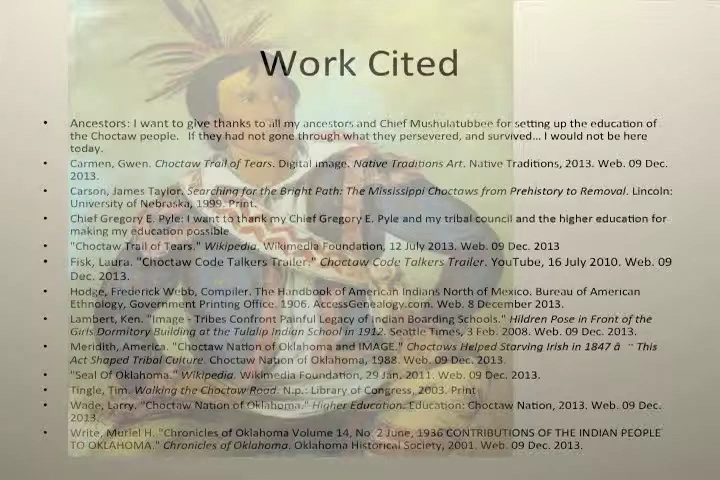 Work Cited
• Ancestors: I want to give thanks to all my ancestors and Chief Mushulatubbee for setting up the education of
the Choctaw people. If they had not gone through what they persevered, and survived... I would not be here
today.
• Carmen, Gwen. Choctaw Trail of Tears. Digital image. Native Traditions Art. Native Traditions, 2013. Web. 09 Dec.
2013.
• Carson, James Taylor. Searching for the Bright Path: The Mississippi Choctaws from Prehistory to Removal. Lincoln:
University of Nebraska, 1999. Print.
• Chief Gregory E. Pyle: I want to thank my Chief Gregory E. Pyle and my tribal council and the higher education for
making my education possible
• "Choctaw Trail of Tears." Wikipedia. Wikimedia Foundation, 12 July 2013. Web. 09 Dec. 2013
• Fisk, Laura. "Choctaw Code Talkers Trailer." Choctaw Code Talkers Trailer. YouTube, 16 July 2010. Web. 09
Dec. 2013.
• Hodge, Frederick Webb, Compiler. The Handbook of American Indians North of Mexico. Bureau of American
Ethnology, Government Printing Office. 1906. AccessGenealogy.com. Web. 8 December 2013.
• Lambert, Ken. "Image - Tribes Confront Painful Legacy of Indian Boarding Schools." Hildren Pose in Front of the
Girls Dormitory Building at the Tulalip Indian School in 1912. Seattle Times, 3 Feb. 2008. Web. 09 Dec. 2013.
• Meridith, America. "Choctaw Nation of Oklahoma and IMAGE." Choctaws Helped Starving Irish in 1847 â ¨ This
Act Shaped Tribal Culture. Choctaw Nation of Oklahoma, 1988. Web. 09 Dec. 2013.
• "Seal Of Oklahoma." Wikipedia. Wikimedia Foundation, 29 Jan. 2011. Web. 09 Dec. 2013.
• Tingle, Tim. Walking the Choctaw Road. N.p.: Library of Congress, 2003. Print
• Wade, Larry. "Choctaw Nation of Oklahoma." Higher Education. Education: Choctaw Nation, 2013. Web. 09 Dec.
2013.
• Write, Muriel H. "Chronicles of Oklahoma Volume 14, No. 2 June, 1936 CONTRIBUTIONS OF THE INDIAN PEOPLE
TO OKLAHOMA." Chronicles of Oklahoma. Oklahoma Historical Society, 2001. Web. 09 Dec. 2013.